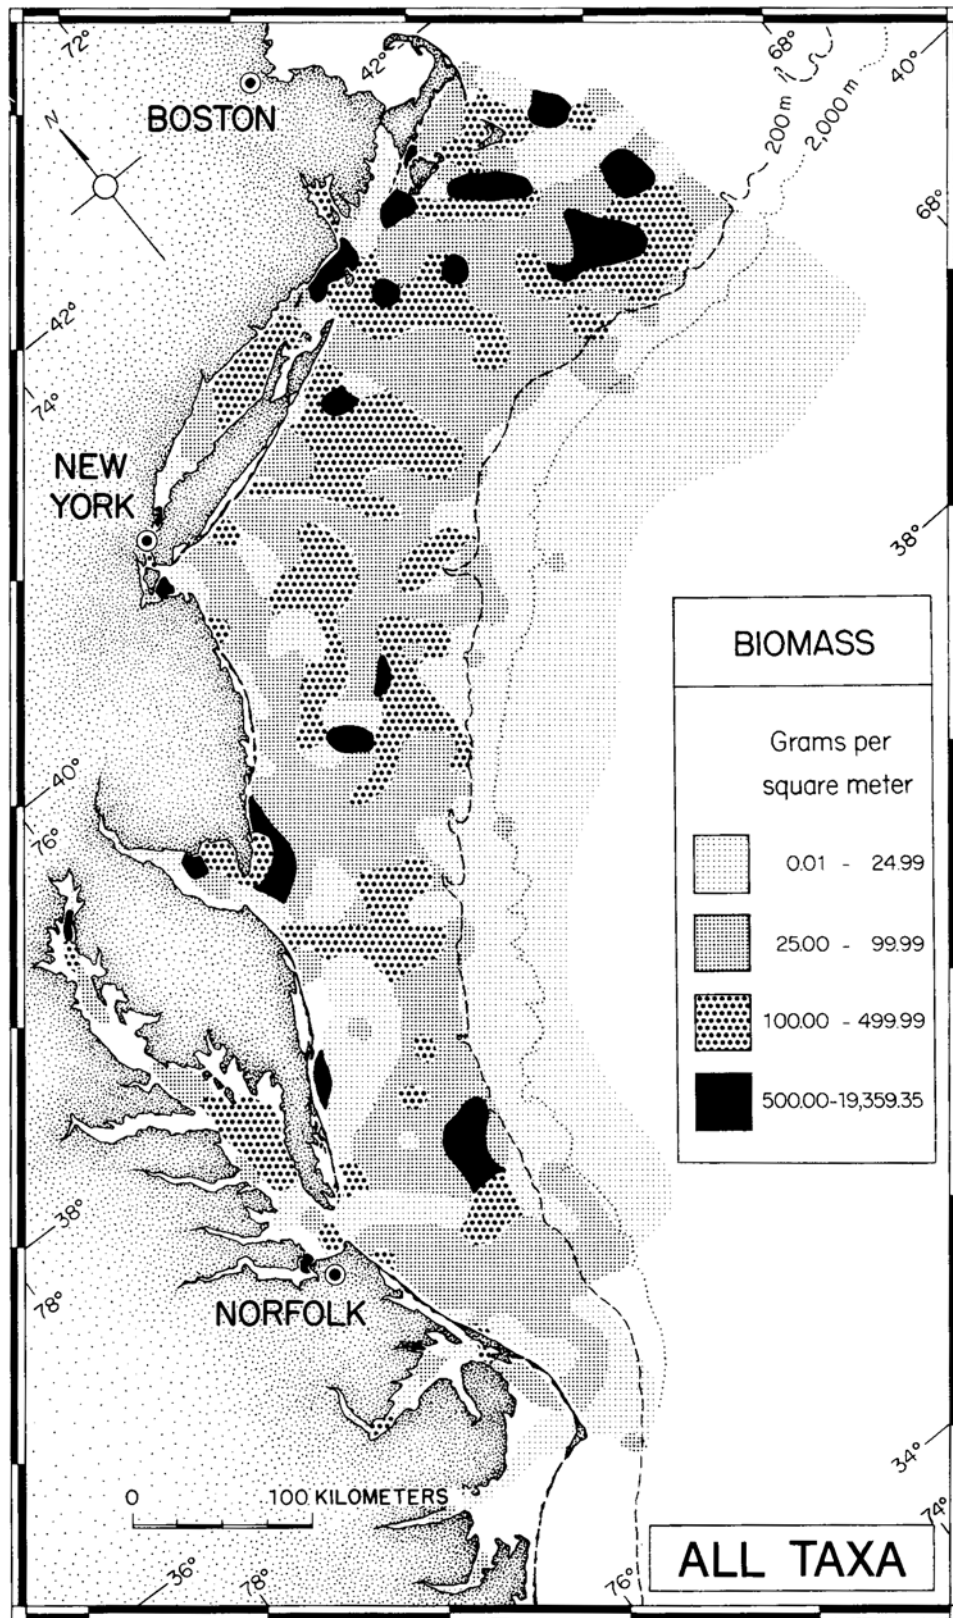 72°
42°
68°
40°
200 m
2,000 m
BOSTON
N
68°
42°
74°
NEW
YORK
38°
BIOMASS
Grams per
square meter
0.01 - 24.99
25.00 - 99.99
100.00 - 499.99
500.00-19,359.35
40°
76°
38°
78°
NORFOLK
34°
0 100 KILOMETERS
74°
36°
78°
76°
ALL TAXA